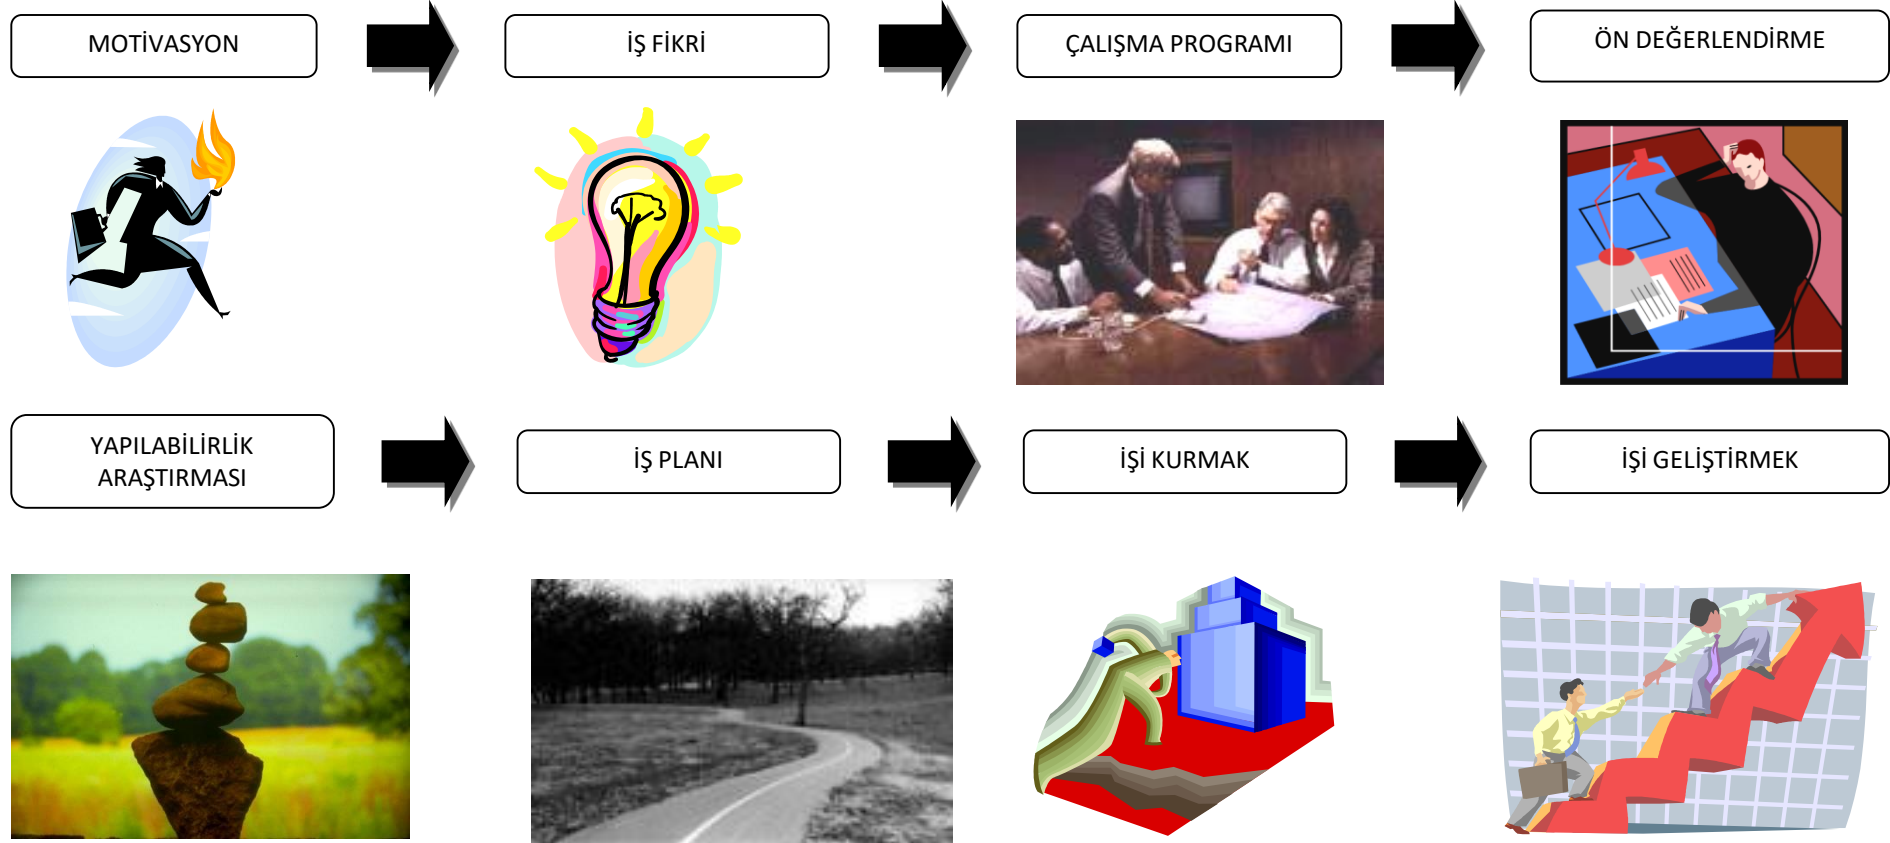 MOTİVASYON
İŞ FİKRİ
ÇALIŞMA PROGRAMI
ÖN DEĞERLENDİRME
YAPILABİLİRLİK
ARAŞTIRMASI
İŞ PLANI
İŞİ KURMAK
İŞİ GELİŞTİRMEK